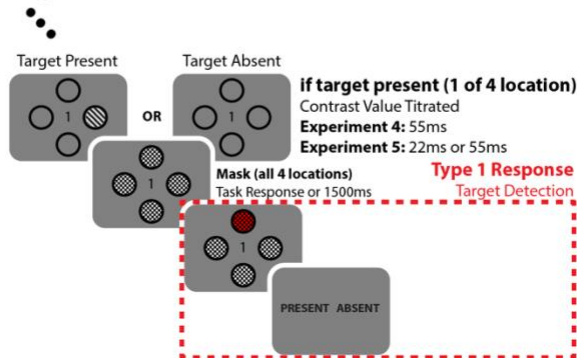 Target Present
Target Absent
1
OR
if target present (1 of 4 location)
Contrast Value Titrated
Experiment 4: 55ms
Experiment 5: 22ms or 55ms
1
Mask (all 4 locations)
Task Response or 1500ms
Type 1 Response
Target Detection
1
1
PRESENT ABSENT